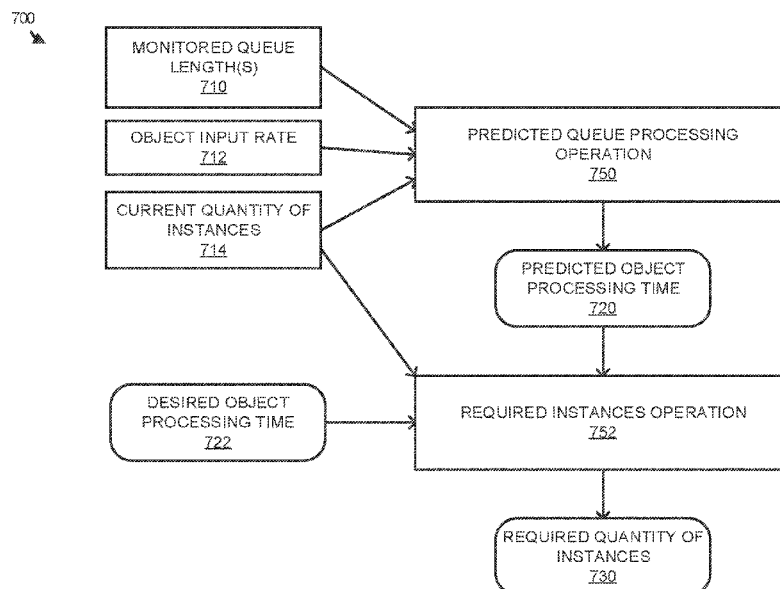 700
MONITORED QUEUE
LENGTH(S)
710
OBJECT INPUT RATE
712
CURRENT QUANTITY OF
INSTANCES
714
PREDICTED QUEUE PROCESSING
OPERATION
750
PREDICTED OBJECT
PROCESSING TIME
720
DESIRED OBJECT
PROCESSING TIME
722
REQUIRED INSTANCES OPERATION
752
REQUIRED QUANTITY OF
INSTANCES
730